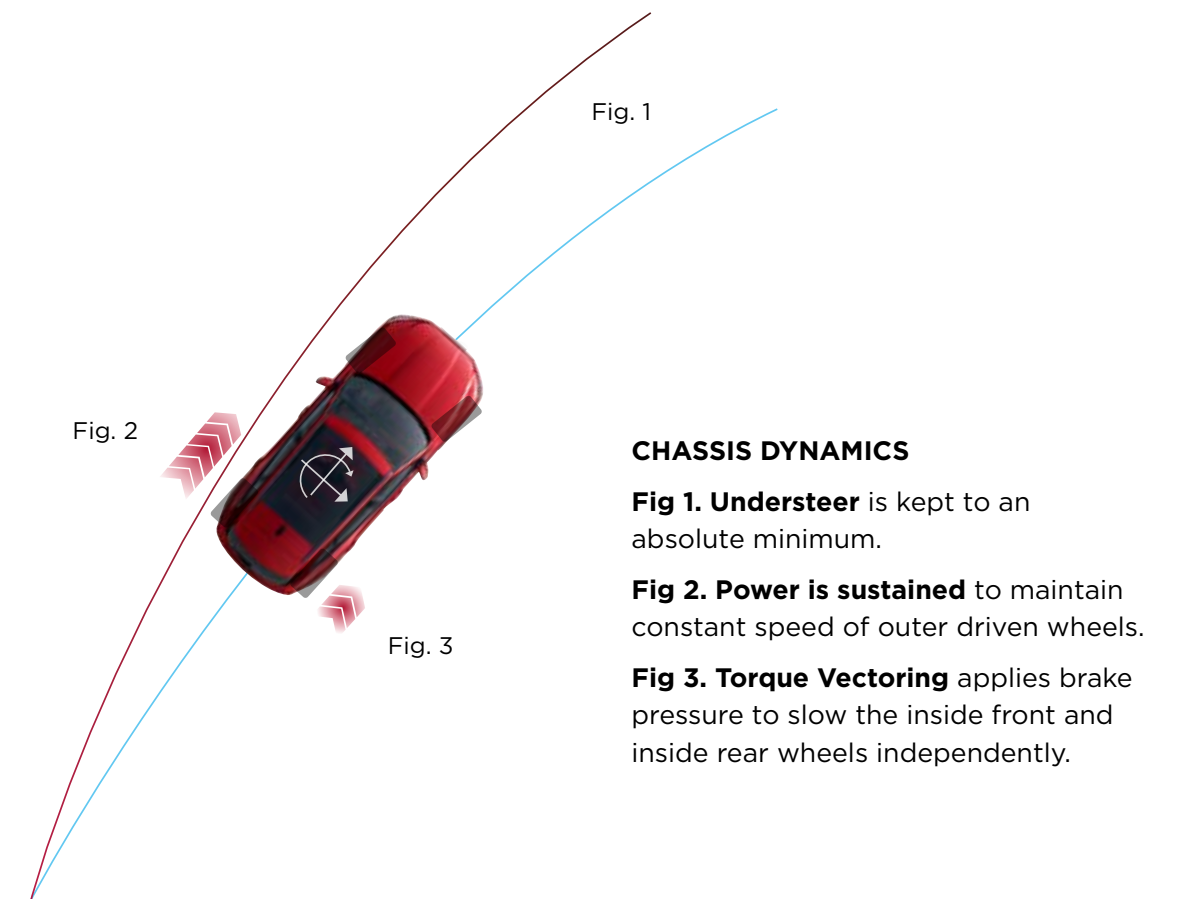 Fig. 1
Fig. 2
Fig. 3
CHASSIS DYNAMICS
Fig 1. Understeer is kept to an
absolute minimum.
Fig 2. Power is sustained to maintain
constant speed of outer driven wheels.
Fig 3. Torque Vectoring applies brake
pressure to slow the inside front and
inside rear wheels independently.